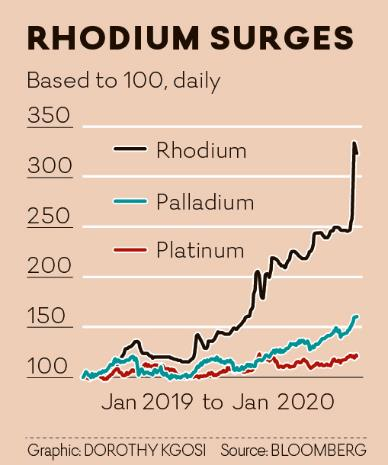 RHODIUM SURGES
Based to 100, daily
350
300
250
200
150
100
Rhodium
Palladium
Platinum
Jan 2019 to Jan 2020
Graphic: DOROTHY KGOSI Source: BLOOMBERG